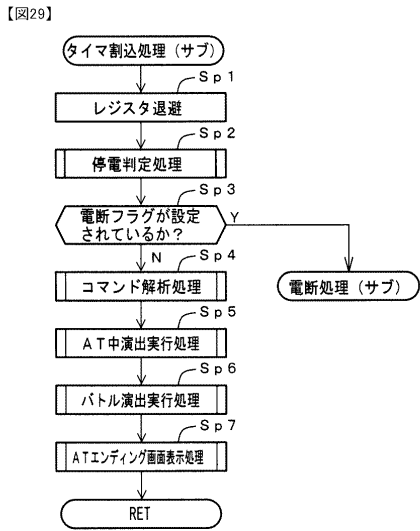 【図29】
タイマ割込処理(サブ)
Sp1
レジスタ退避
Sp2
停電判定処理
Sp3
電断フラグが設定
されているか?
Y
N
Sp4
コマンド解析処理
電断処理(サブ)
Sp5
AT中演出実行処理
Sp6
バトル演出実行処理
Sp7
ATエンディング画面表示処理
RET